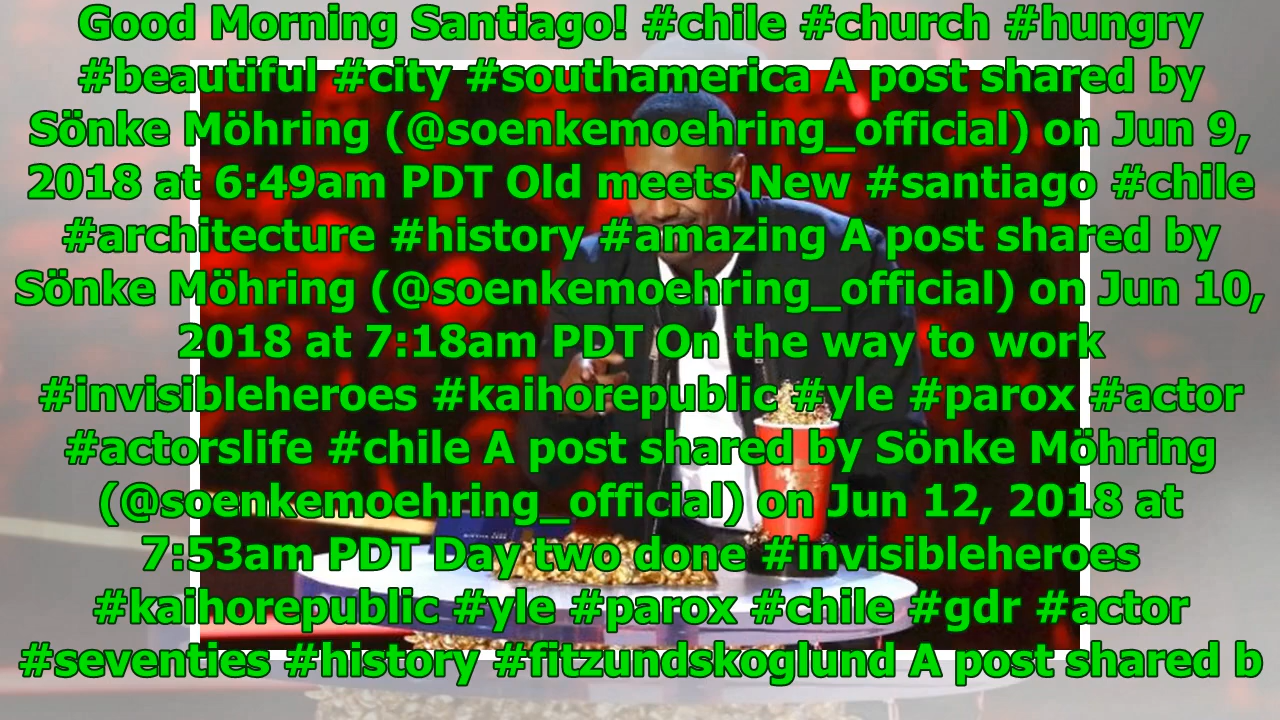 Good Morning Santiago! #chile #church #hungry
#beautiful #city #southamerica A post shared by
Sönke Möhring (@soenkemoehring_official) on Jun 9,
2018 at 6:49am PDT Old meets New #santiago #chile
#architecture #history #amazing A post shared by
Sönke Möhring (@soenkemoehring_official) on Jun 10,
2018 at 7:18am PDT On the way to work
#invisibleheroes #kaihorepublic #yle #parox #actor
#actorslife #chile A post shared by Sönke Möhring
(@soenkemoehring_official) on Jun 12, 2018 at
7:53am PDT Day two done #invisibleheroes
#kaihorepublic #yle #parox #chile #gdr #actor
#seventies #history #fitzundskoglund A post shared b